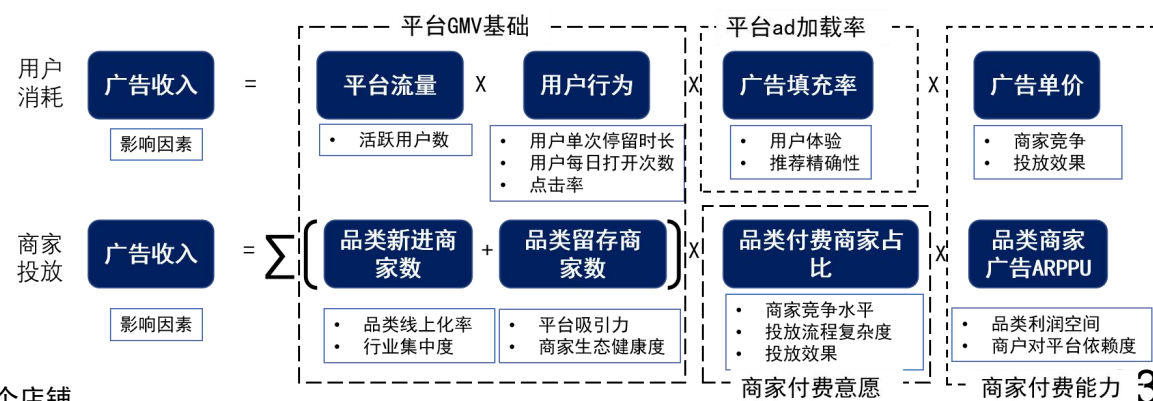 平台GMV基础
平台ad加载率
用户
消耗
广告收入
=
平台流量
X
用户行为
X
广告填充率
X
广告单价
影响因素
• 活跃用户数
• 用户单次停留时长
• 用户每日打开次数
• 点击率
• 用户体验
• 推荐精确性
• 商家竞争
• 投放效果
商家
投放
广告收入
= ∑(
品类新进商
家数
+
品类留存商
家数
)
X
品类付费商家占
比
X
品类商家
广告ARPPU
影响因素
• 品类线上化率
• 行业集中度
• 平台吸引力
• 商家生态健康度
• 商家竞争水平
• 投放流程复杂度
• 投放效果
• 品类利润空间
• 商户对平台依赖度
商家付费意愿
商家付费能力
个店铺
3